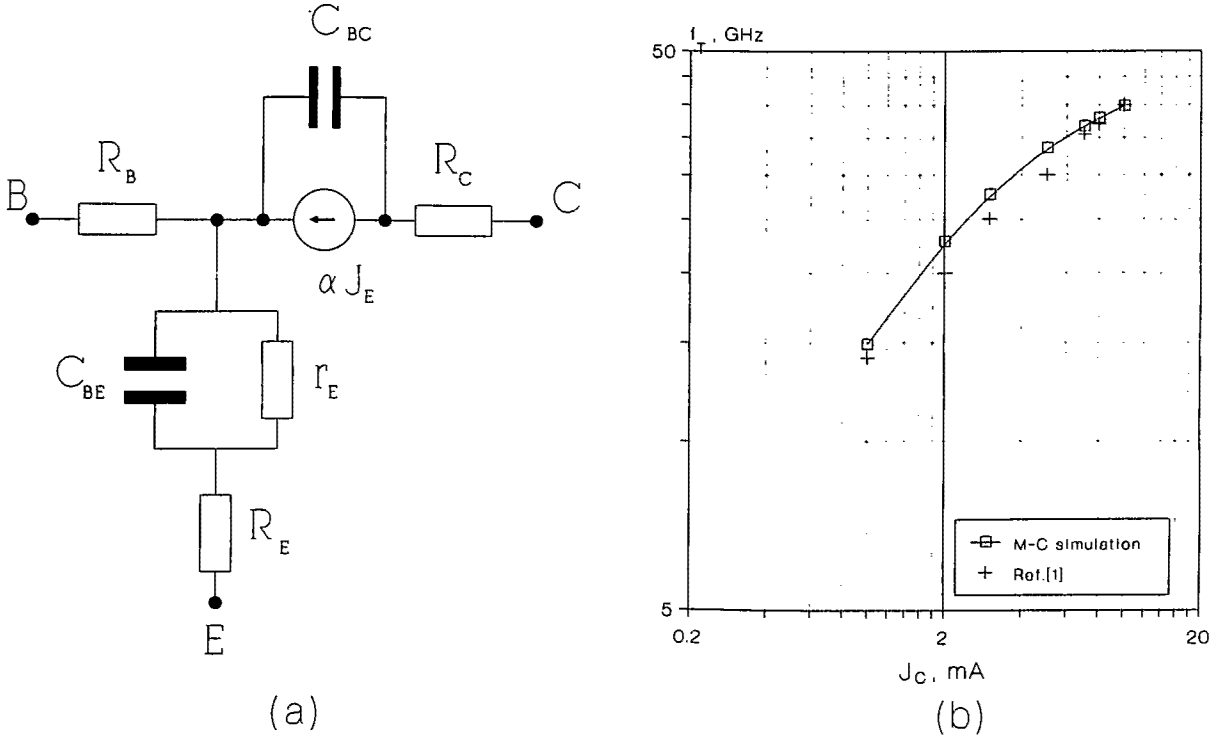 C_BC
R_B
R_C
B
C
α J_E
C_BE
r_E
R_E
E
(a)
f_T, GHz
50
5
0.2
2
20
M-C simulation
Ref.[1]
J_C, mA
(b)